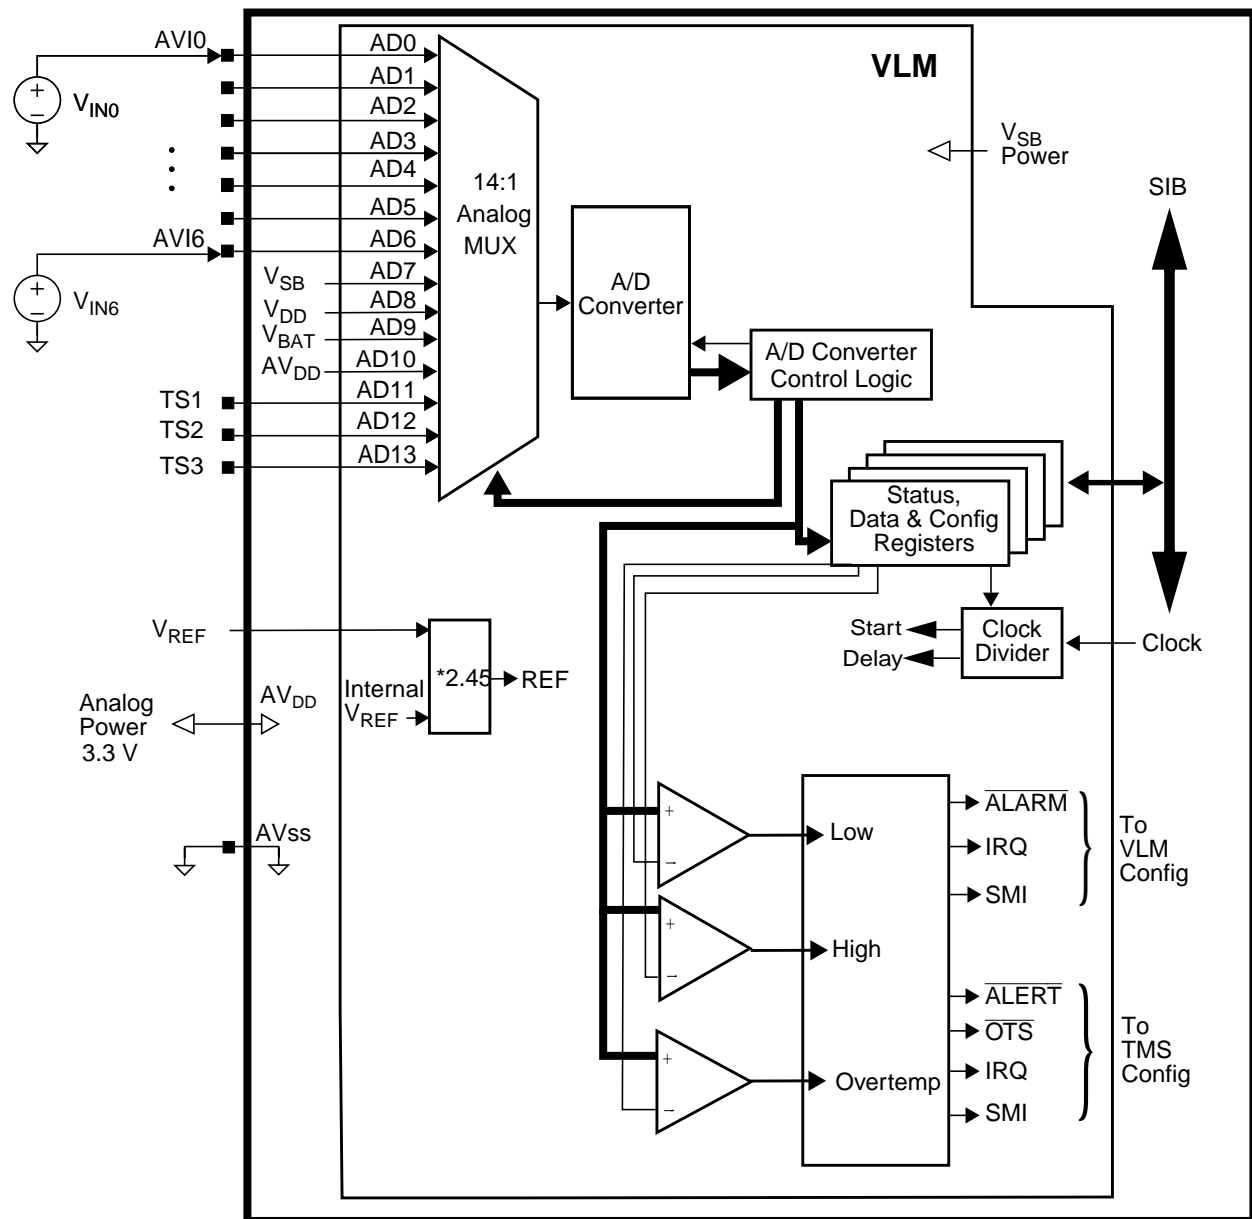 AVI0
AD0
VLM
AD1
+
−
VIN0
AD2
AD3
VSB
Power
AD4
14:1
Analog
MUX
SIB
AD5
AVI6
AD6
VSB
AD7
+
−
VIN6
VDD
AD8
A/D
Converter
VBAT
AD9
AVDD
AD10
A/D Converter
Control Logic
TS1
AD11
TS2
AD12
TS3
AD13
Status,
Data & Config
Registers
VREF
Start
Delay
Clock
Divider
Clock
Internal
VREF
*2.45
REF
Analog
Power
3.3 V
AVDD
AVss
+
−
Low
ALARM
IRQ
SMI
To
VLM
Config
+
−
High
ALERT
OTS
IRQ
SMI
To
TMS
Config
+
−
Overtemp